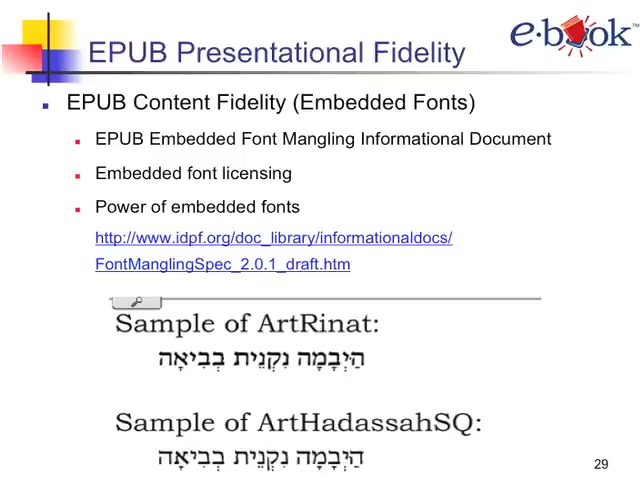 EPUB Presentational Fidelity
e·book™
EPUB Content Fidelity (Embedded Fonts)
EPUB Embedded Font Mangling Informational Document
Embedded font licensing
Power of embedded fonts
http://www.idpf.org/doc_library/informationaldocs/
FontManglingSpec_2.0.1_draft.htm
Sample of ArtRinat:
הַיְבָמָה נִקְנֵית בְּבִיאָה
Sample of ArtHadassahSQ:
הַיְבָמָה נִקְנֵית בְּבִיאָה
29